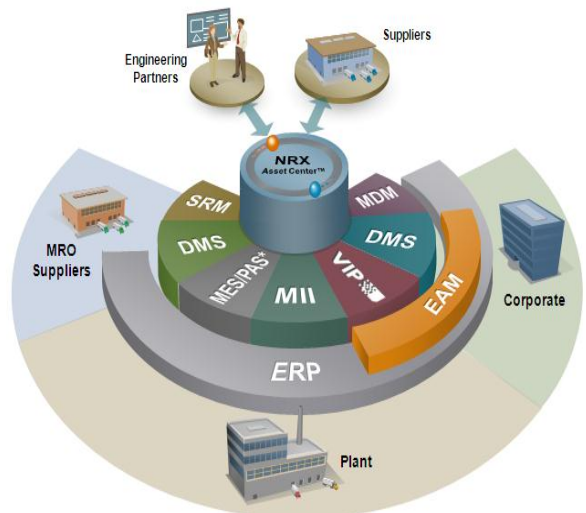 Engineering
Partners
Suppliers
NRX
Asset Center™
SRM
MDM
DMS
DMS
MES/PAS*
MII
VIP
EAM
ERP
MRO
Suppliers
Corporate
Plant